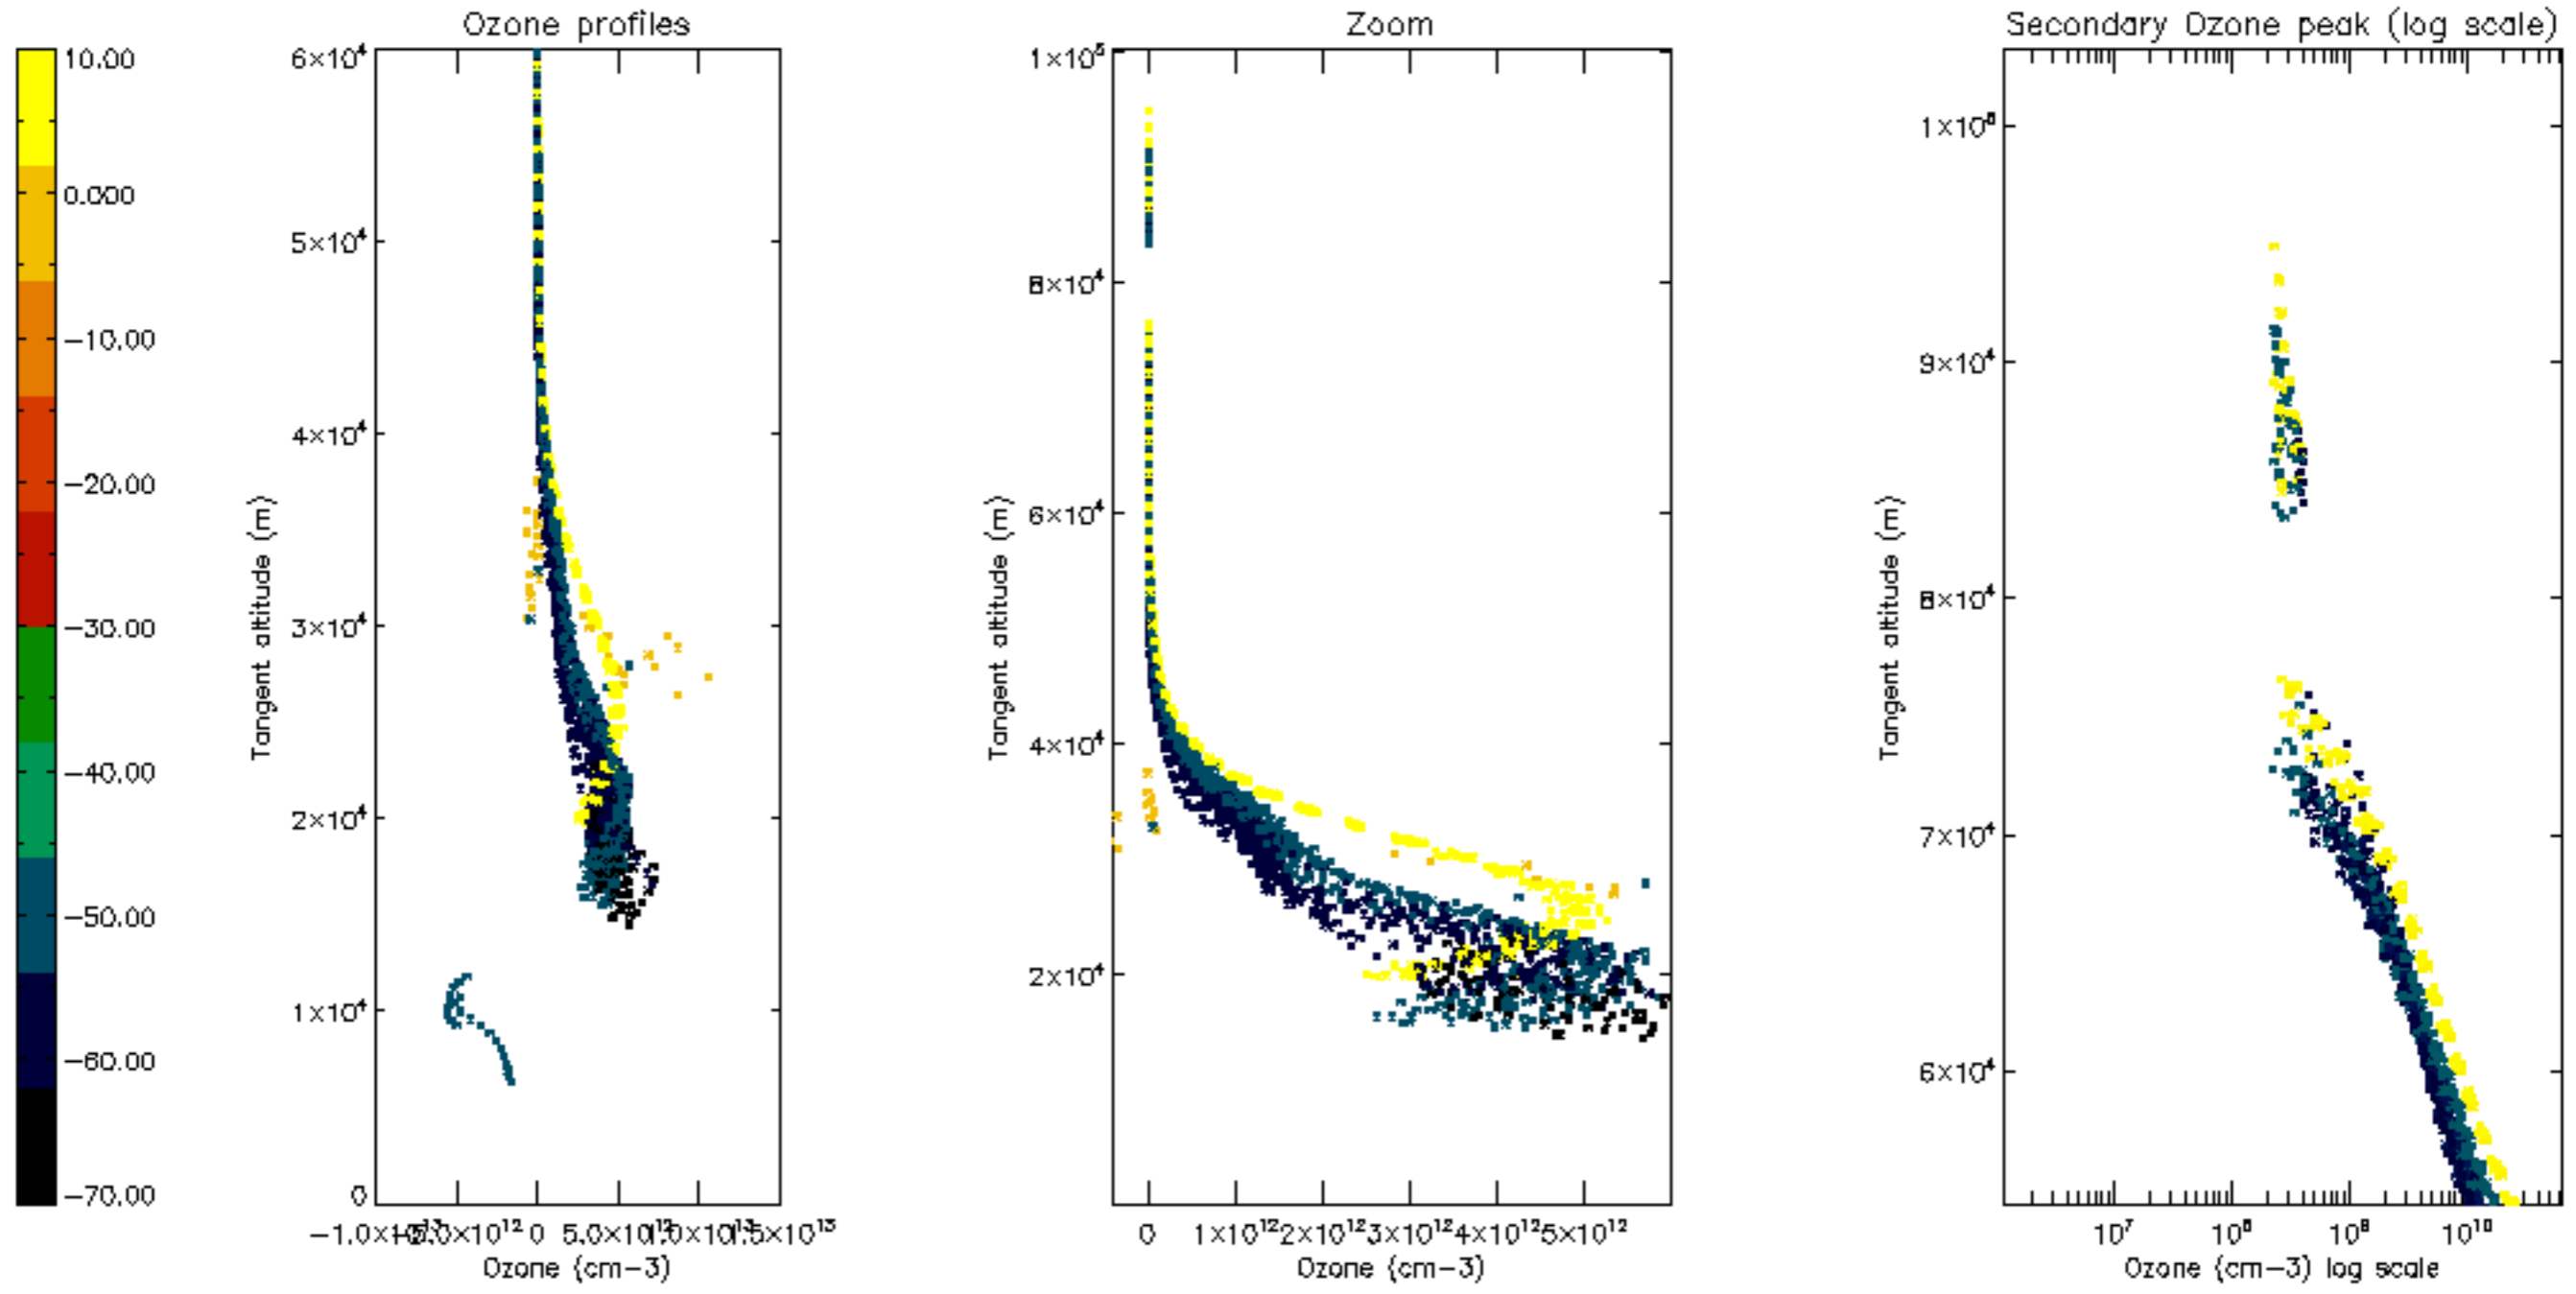 Ozone profiles
Zoom
Secondary Ozone peak (log scale)
10.00
0.00
−10.00
−20.00
−30.00
−40.00
−50.00
−60.00
−70.00
6×10⁴
5×10⁴
4×10⁴
3×10⁴
2×10⁴
1×10⁴
0
Tangent altitude (m)
0
Ozone (cm−3)
1×10⁵
8×10⁴
6×10⁴
4×10⁴
2×10⁴
Tangent altitude (m)
0 1×10¹² 2×10¹² 3×10¹² 4×10¹² 5×10¹²
Ozone (cm−3)
1×10⁵
9×10⁴
8×10⁴
7×10⁴
6×10⁴
Tangent altitude (m)
10⁷ 10⁸ 10⁹ 10¹⁰
Ozone (cm−3) log scale